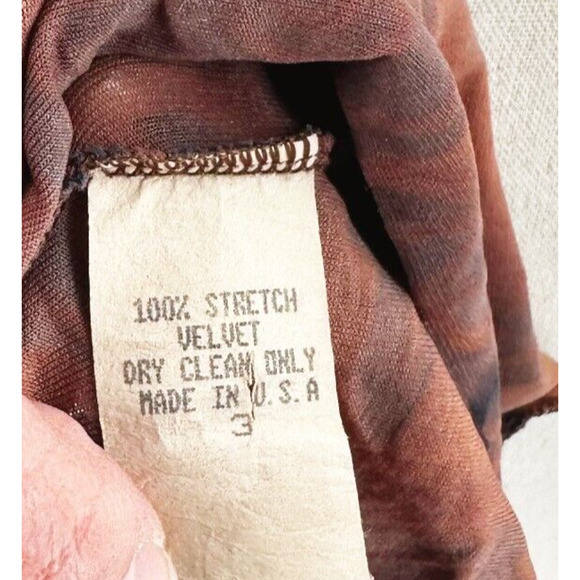 100% STRETCH
VELVET
DRY CLEAN ONLY
MADE IN U.S.A
3